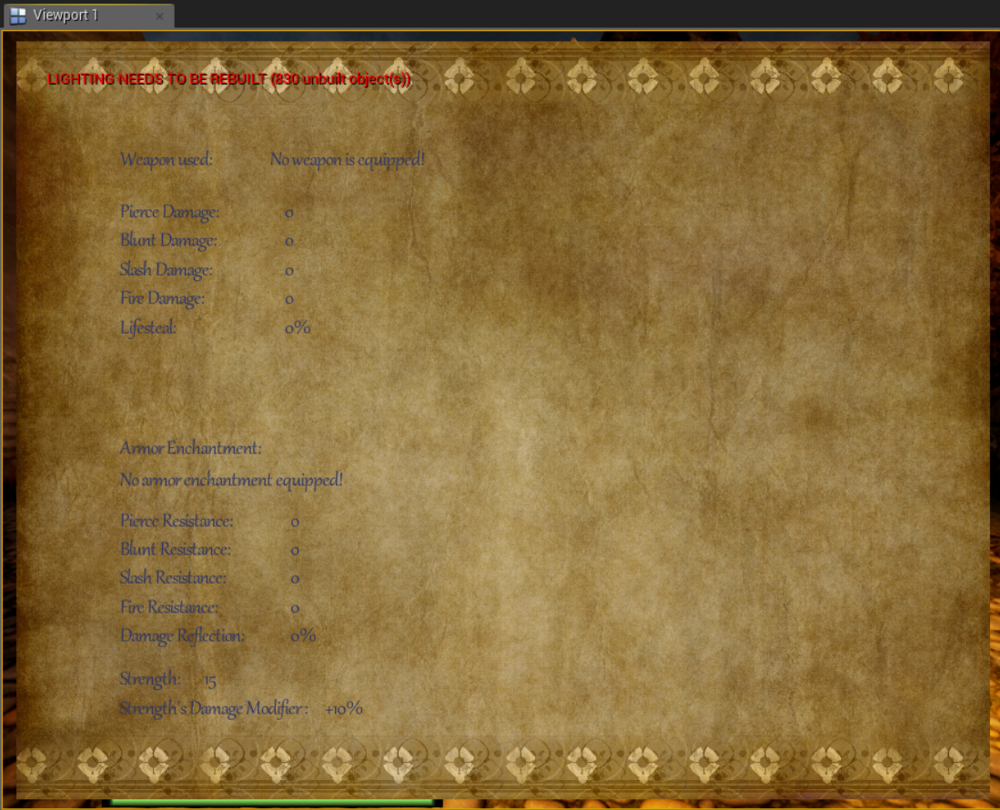 Viewport 1
LIGHTING NEEDS TO BE REBUILT (830 unbuilt object(s))
Weapon used: No weapon is equipped!
Pierce Damage: 0
Blunt Damage: 0
Slash Damage: 0
Fire Damage: 0
Lifesteal: 0%
Armor Enchantment:
No armor enchantment equipped!
Pierce Resistance: 0
Blunt Resistance: 0
Slash Resistance: 0
Fire Resistance: 0
Damage Reflection: 0%
Strength: 15
Strength's Damage Modifier : +10%